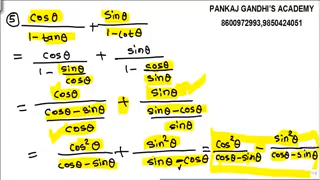 PANKAJ GANDHI'S ACADEMY
8600972993,9850424051
⑤ cosθ/(1-tanθ) + sinθ/(1-cotθ)
= cosθ/(1 - sinθ/cosθ) + sinθ/(1 - cosθ/sinθ)
= cosθ/((cosθ-sinθ)/cosθ) + sinθ/((sinθ-cosθ)/sinθ)
= cos²θ/(cosθ-sinθ) + sin²θ/(sinθ-cosθ) = cos²θ/(cosθ-sinθ) - sin²θ/(cosθ-sinθ)